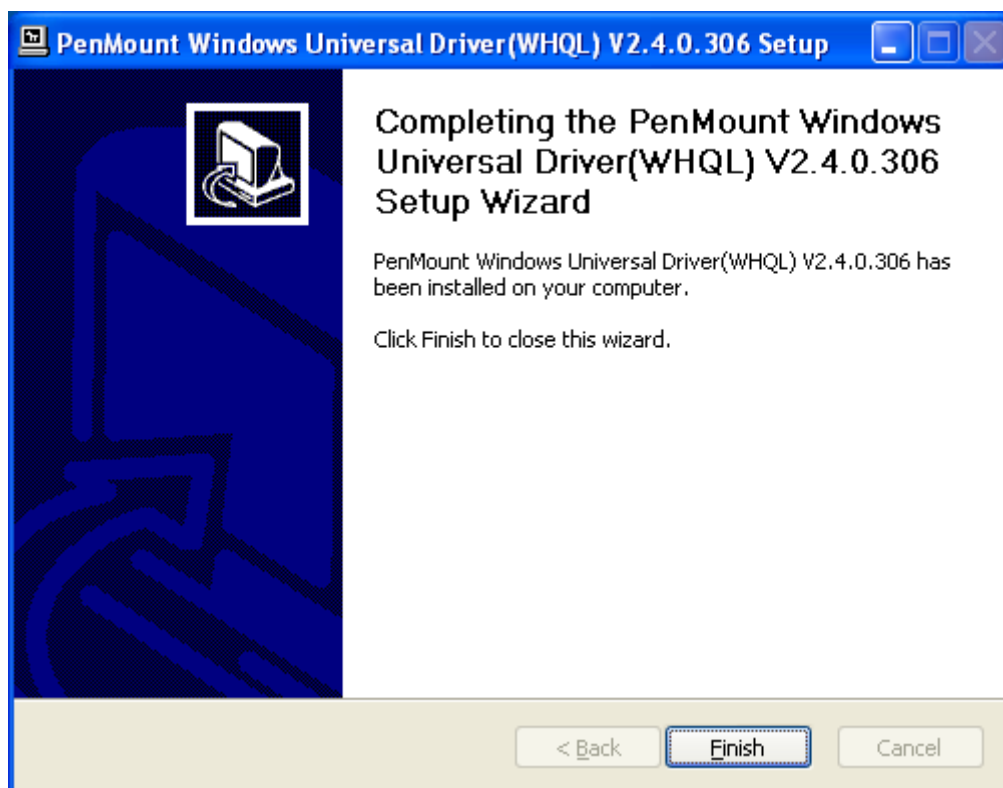 PenMount Windows Universal Driver(WHQL) V2.4.0.306 Setup
Completing the PenMount Windows
Universal Driver(WHQL) V2.4.0.306
Setup Wizard
PenMount Windows Universal Driver(WHQL) V2.4.0.306 has
been installed on your computer.
Click Finish to close this wizard.
< Back Finish Cancel